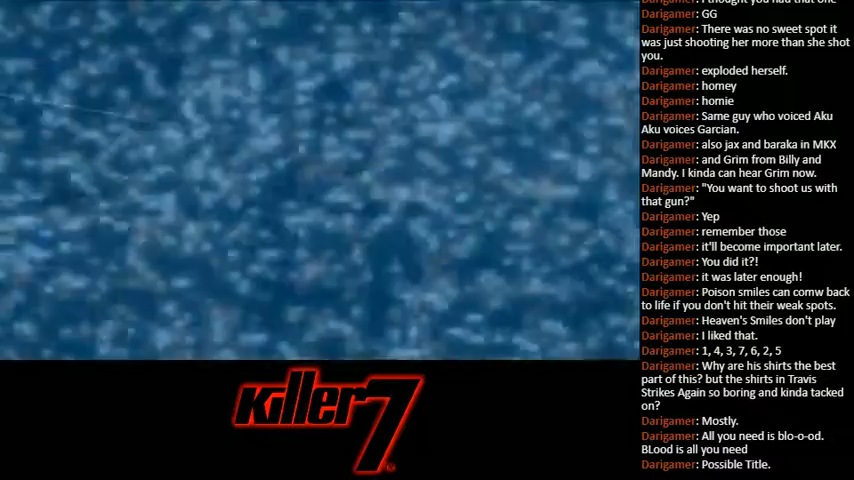 Darigamer: I thought you had that one
Darigamer: GG
Darigamer: There was no sweet spot it
was just shooting her more than she shot
you.
Darigamer: exploded herself.
Darigamer: homey
Darigamer: homie
Darigamer: Same guy who voiced Aku
Aku voices Garcian.
Darigamer: also jax and baraka in MKX
Darigamer: and Grim from Billy and
Mandy. I kinda can hear Grim now.
Darigamer: "You want to shoot us with
that gun?"
Darigamer: Yep
Darigamer: remember those
Darigamer: it'll become important later.
Darigamer: You did it?!
Darigamer: it was later enough!
Darigamer: Poison smiles can comw back
to life if you don't hit their weak spots.
Darigamer: Heaven's Smiles don't play
Darigamer: I liked that.
Darigamer: 1, 4, 3, 7, 6, 2, 5
Darigamer: Why are his shirts the best
part of this? but the shirts in Travis
Strikes Again so boring and kinda tacked
on?
Darigamer: Mostly.
Darigamer: All you need is blo-o-od.
BLood is all you need
Darigamer: Possible Title.
killer7